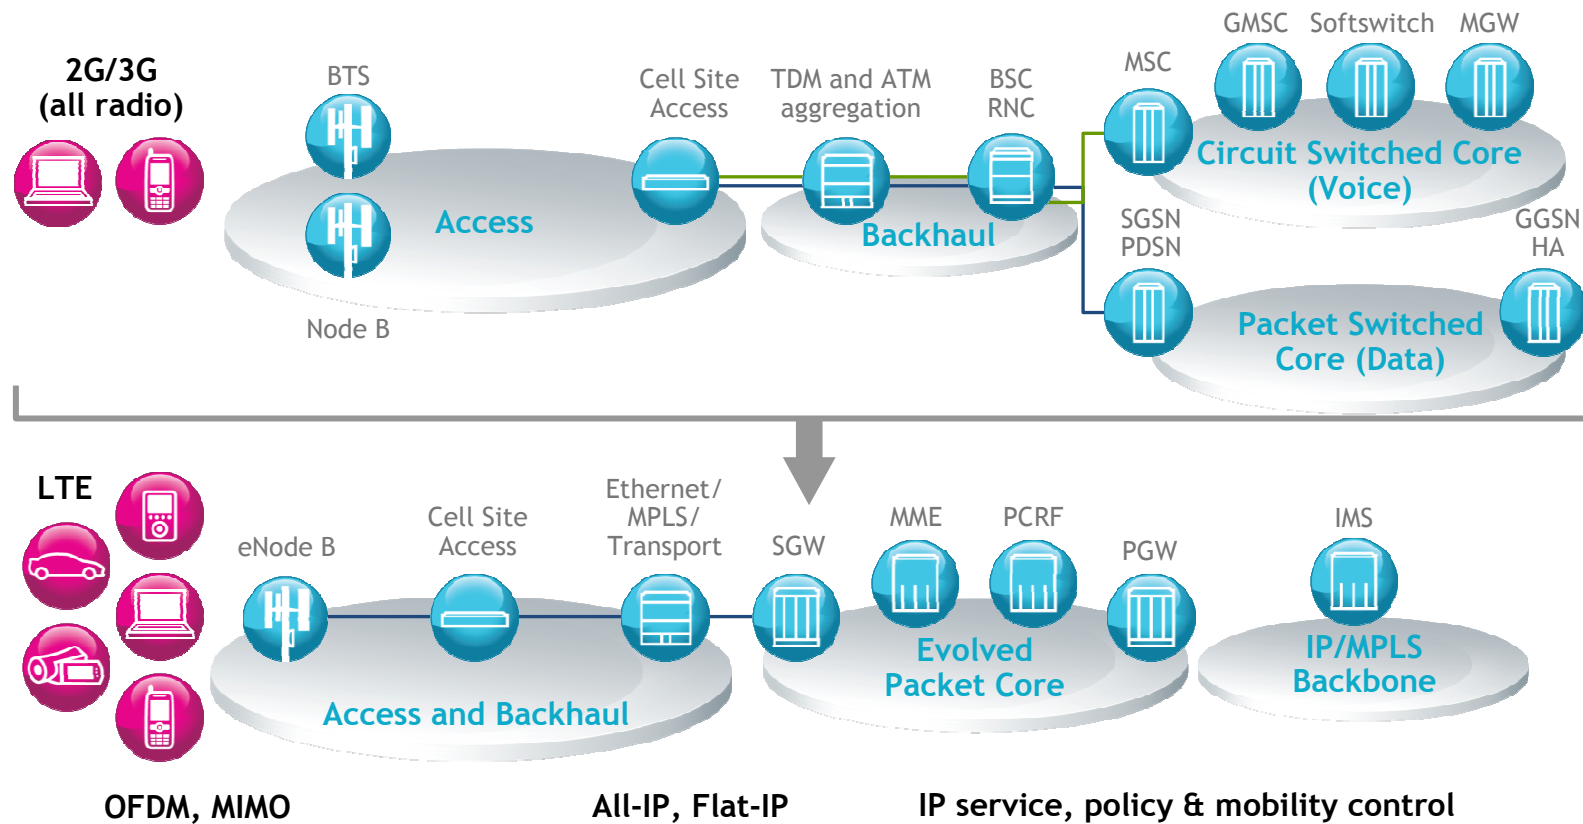 2G/3G
(all radio)
BTS
Node B
Access
Cell Site
Access
TDM and ATM
aggregation
Backhaul
BSC
RNC
MSC
GMSC
Softswitch
MGW
Circuit Switched Core
(Voice)
SGSN
PDSN
GGSN
HA
Packet Switched
Core (Data)
LTE
eNode B
Cell Site
Access
Ethernet/
MPLS/
Transport
Access and Backhaul
SGW
MME
PCRF
PGW
Evolved
Packet Core
IMS
IP/MPLS
Backbone
OFDM, MIMO
All-IP, Flat-IP
IP service, policy & mobility control